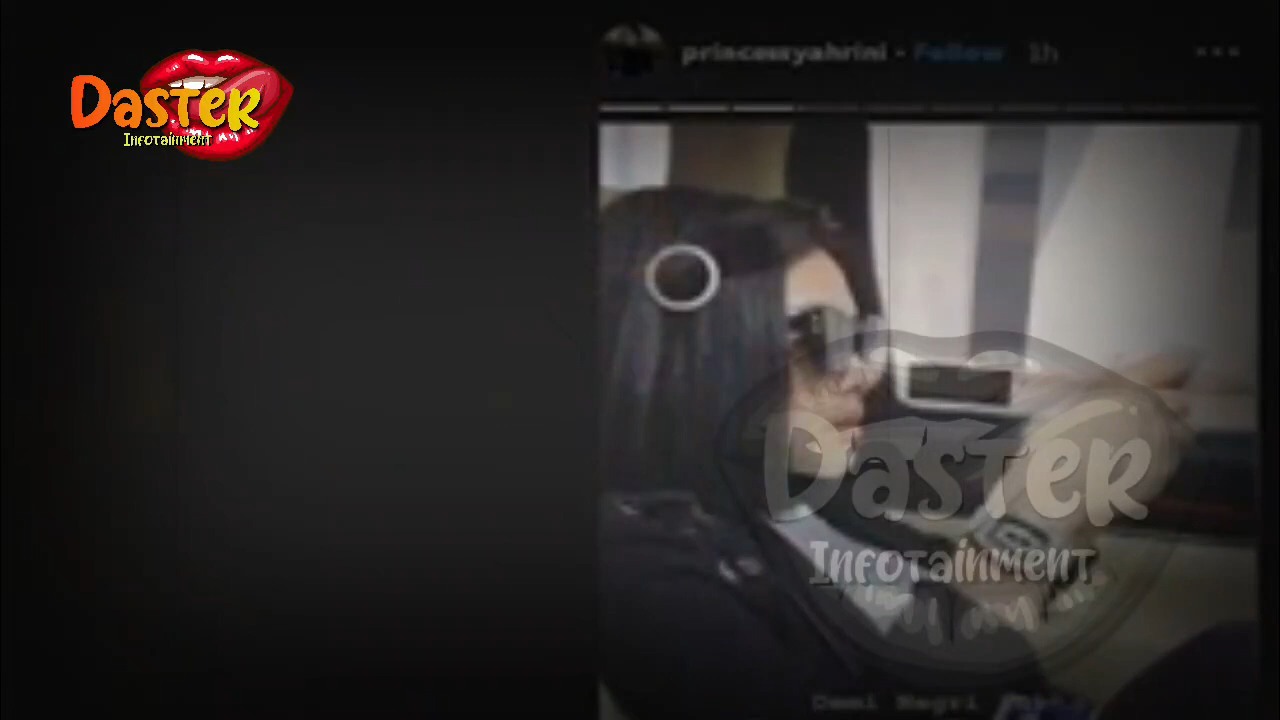 DasTer
Infotainment
princessyahrini • Follow 1h
DasTer
Infotainment